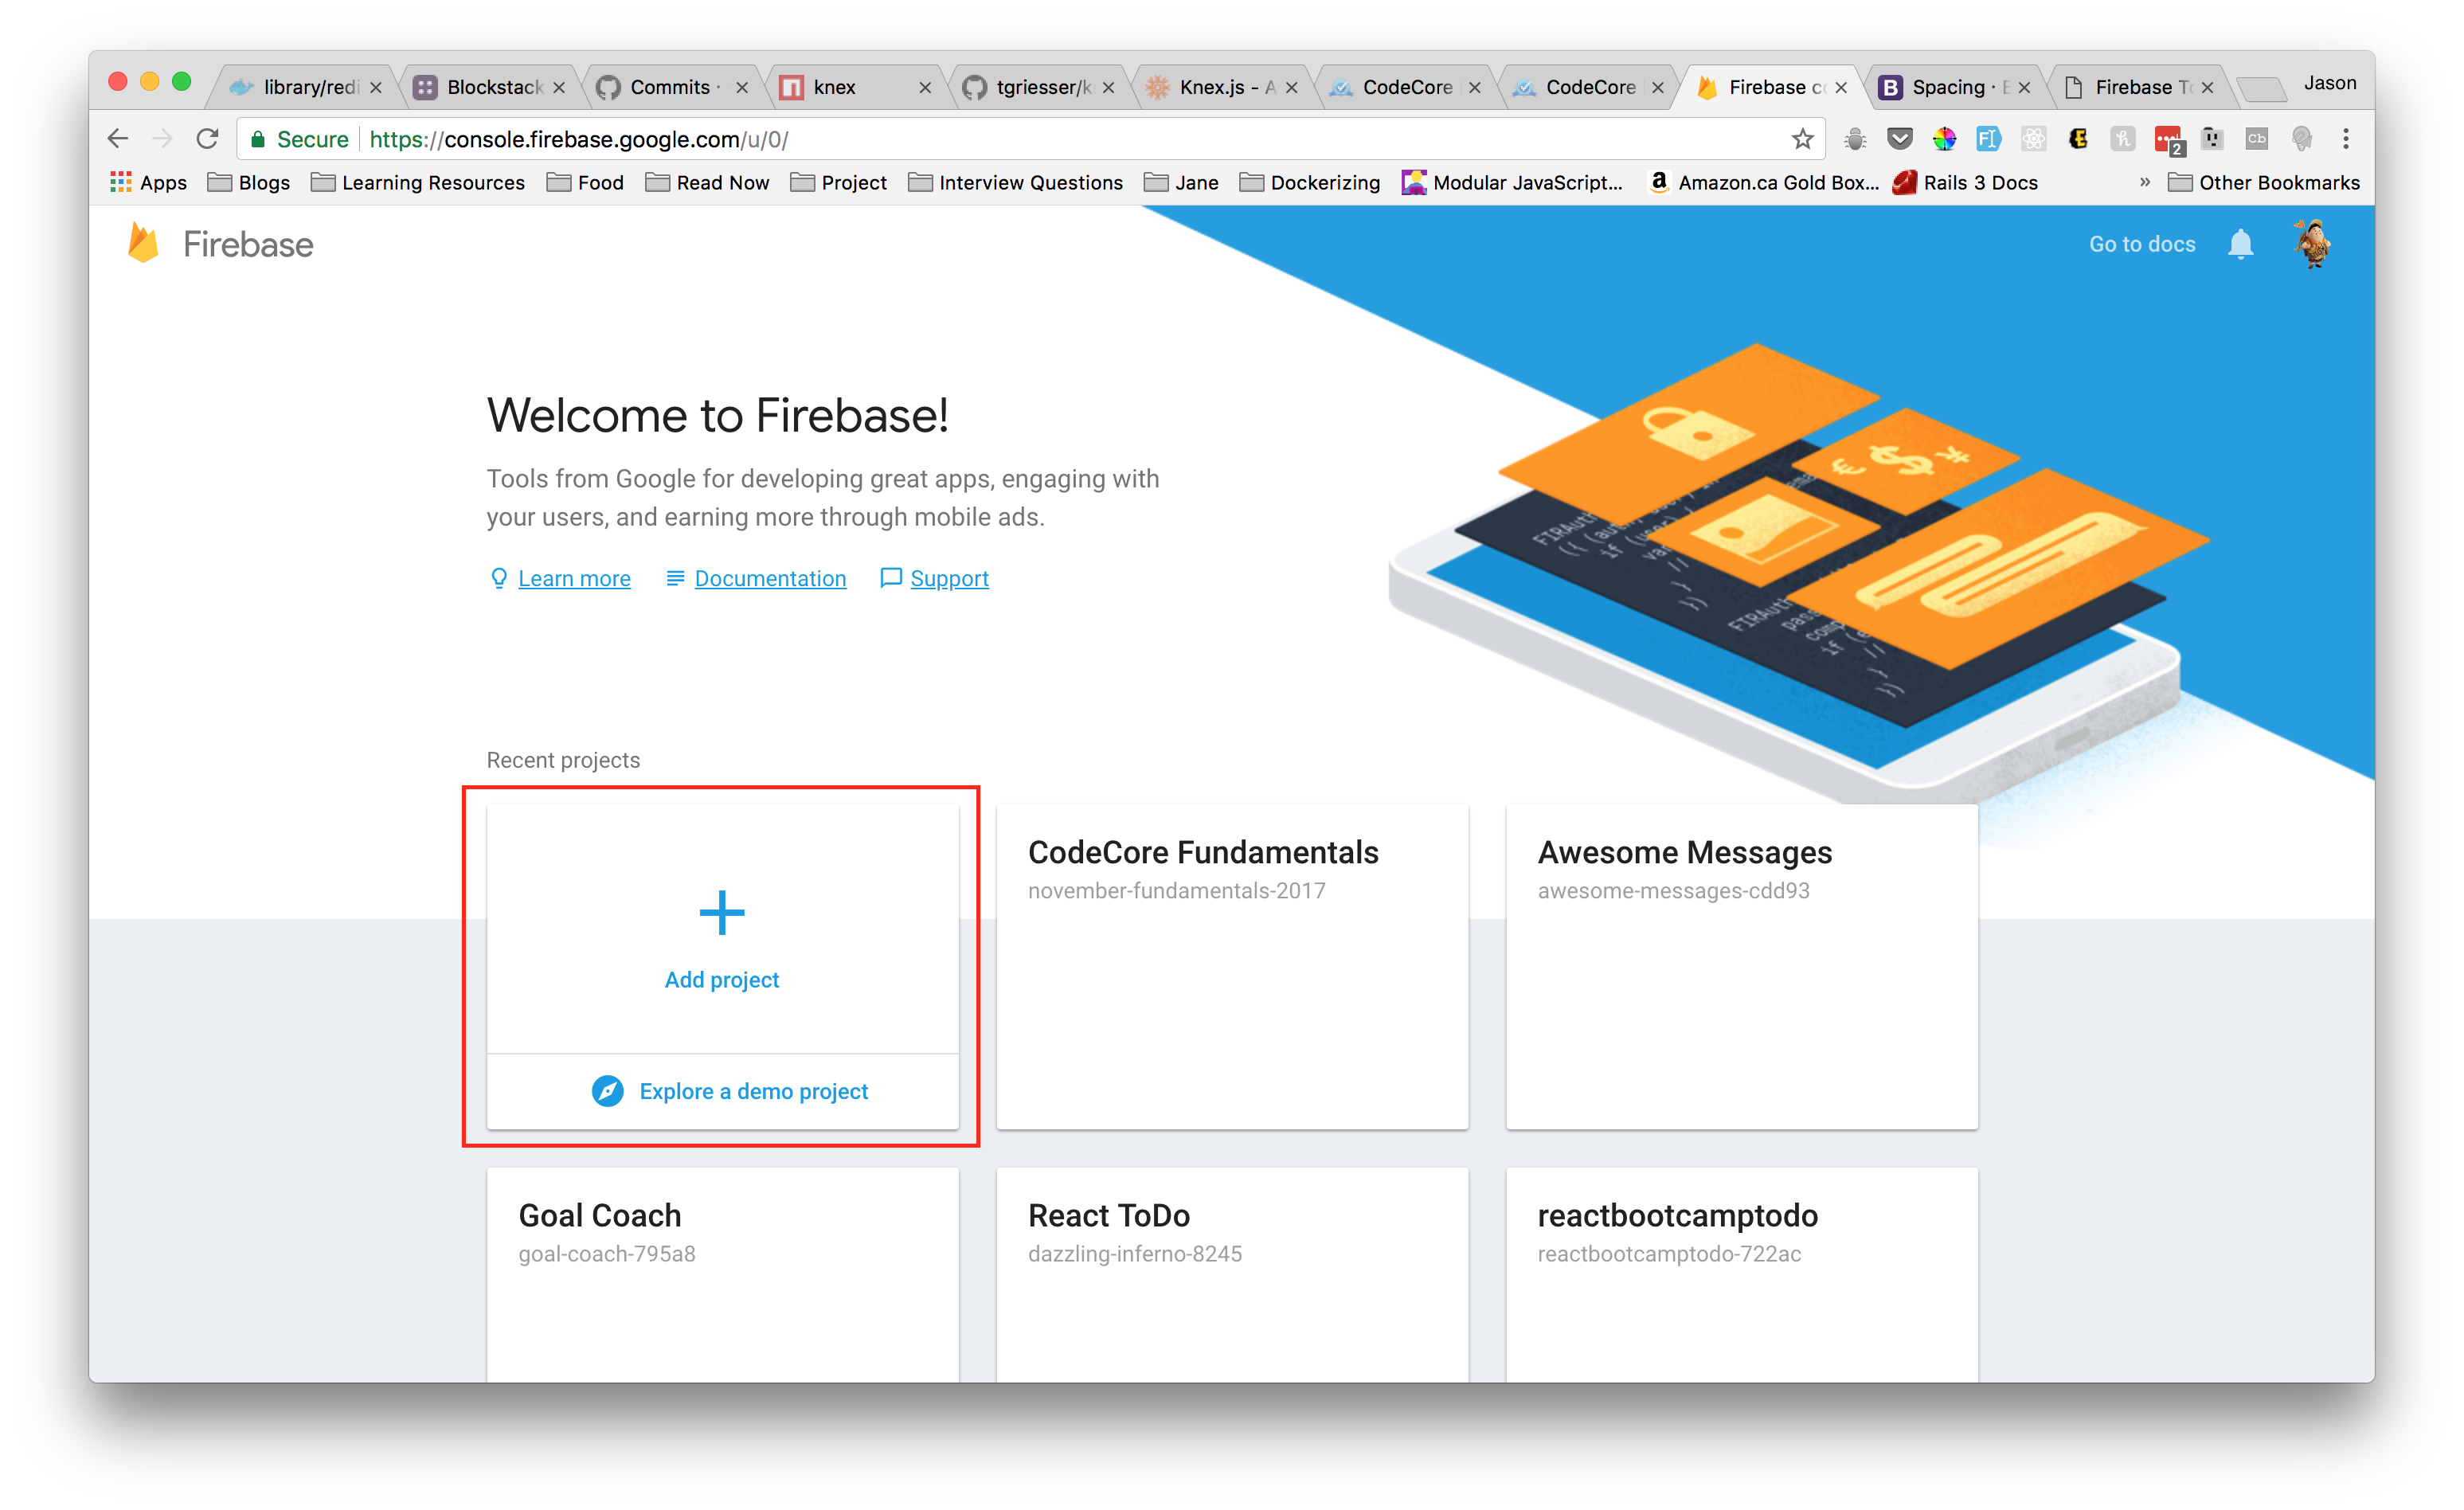 library/redi
Blockstack
Commits ·
knex
tgriesser/k
Knex.js - A
CodeCore
CodeCore
Firebase co
Spacing · B
Firebase To
Jason
Secure
https://console.firebase.google.com/u/0/
2
Cb
Apps
Blogs
Learning Resources
Food
Read Now
Project
Interview Questions
Jane
Dockerizing
Modular JavaScript...
Amazon.ca Gold Box...
Rails 3 Docs
»
Other Bookmarks
Firebase
Go to docs
Welcome to Firebase!
Tools from Google for developing great apps, engaging with
your users, and earning more through mobile ads.
Learn more
Documentation
Support
€ $ ¥
Recent projects
Add project
Explore a demo project
CodeCore Fundamentals
november-fundamentals-2017
Awesome Messages
awesome-messages-cdd93
Goal Coach
goal-coach-795a8
React ToDo
dazzling-inferno-8245
reactbootcamptodo
reactbootcamptodo-722ac